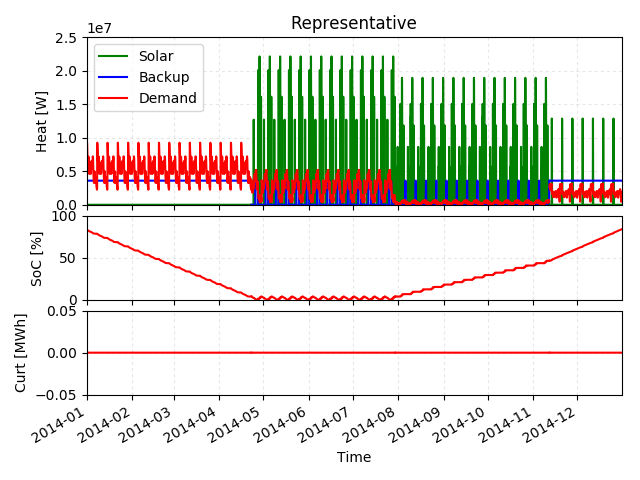 Representative
1e7
Heat [W]
2.5
2.0
1.5
1.0
0.5
0.0
Solar
Backup
Demand
SoC [%]
100
50
0
Curt [MWh]
0.05
0.00
−0.05
2014-01
2014-02
2014-03
2014-04
2014-05
2014-06
2014-07
2014-08
2014-09
2014-10
2014-11
2014-12
Time